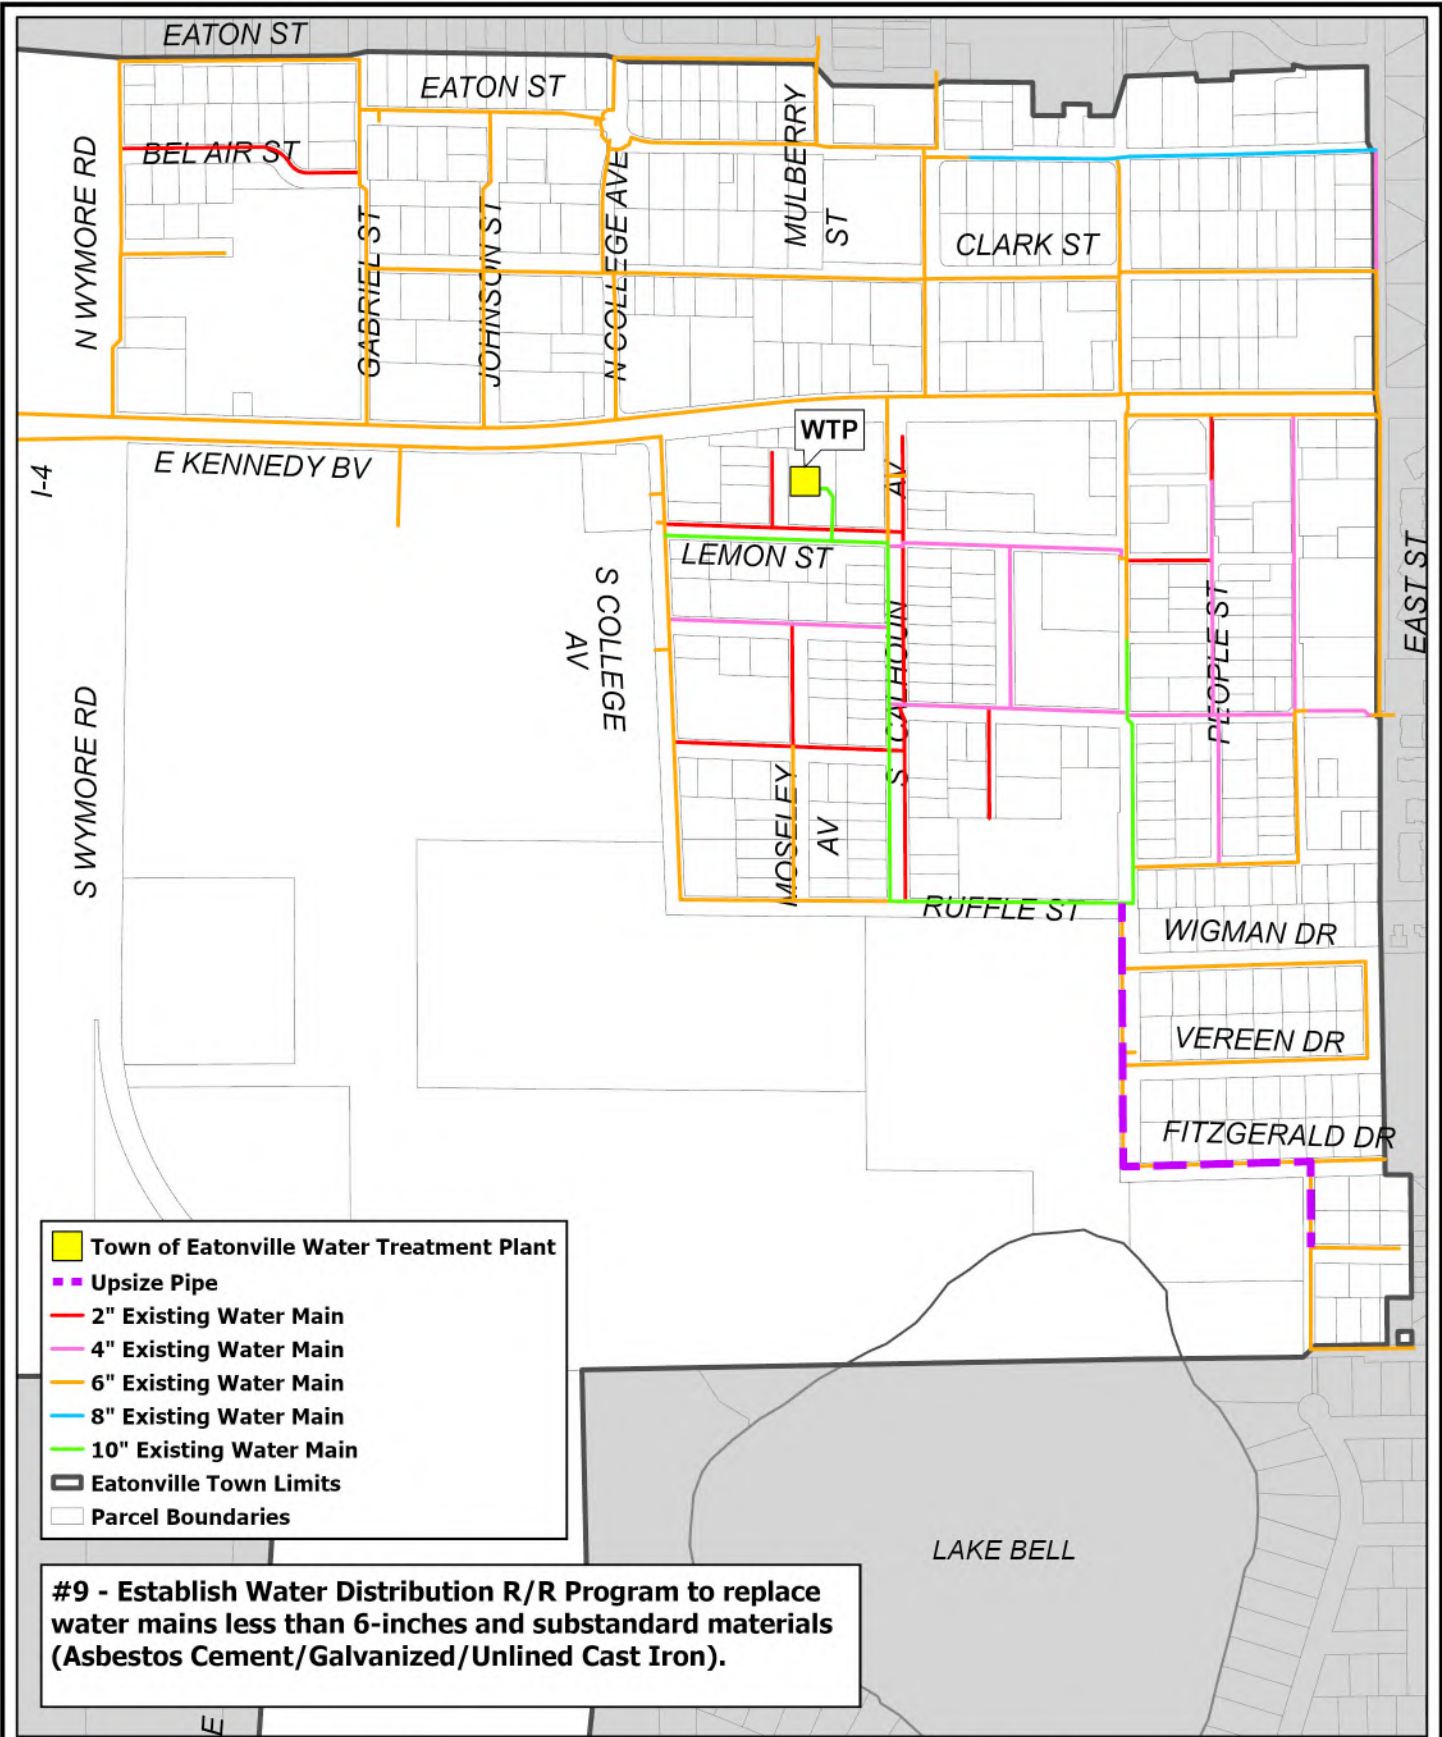 EATON ST
EATON ST
BEL AIR ST
N WYMORE RD
GABRIEL ST
JOHNSON ST
N COLLEGE AVE
MULBERRY
ST
CLARK ST
WTP
E KENNEDY BV
I-4
AV
LEMON ST
S COLLEGE
AV
S CALHOUN
PEOPLE ST
EAST ST
S WYMORE RD
MOSELEY
AV
RUFFLE ST
WIGMAN DR
VEREEN DR
FITZGERALD DR
Town of Eatonville Water Treatment Plant
Upsize Pipe
2" Existing Water Main
4" Existing Water Main
6" Existing Water Main
8" Existing Water Main
10" Existing Water Main
Eatonville Town Limits
Parcel Boundaries
LAKE BELL
#9 - Establish Water Distribution R/R Program to replace
water mains less than 6-inches and substandard materials
(Asbestos Cement/Galvanized/Unlined Cast Iron).
E